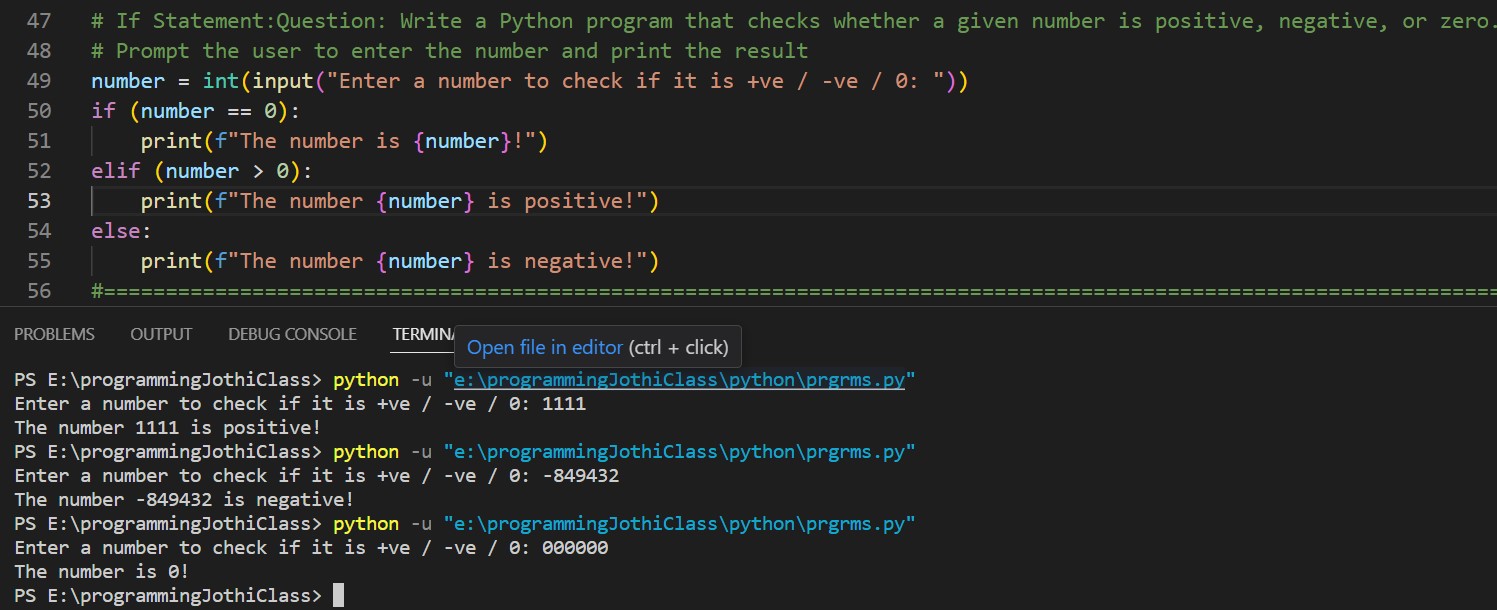 47 # If Statement:Question: Write a Python program that checks whether a given number is positive, negative, or zero.
48 # Prompt the user to enter the number and print the result
49 number = int(input("Enter a number to check if it is +ve / -ve / 0: "))
50 if (number == 0):
51     print(f"The number is {number}!")
52 elif (number > 0):
53     print(f"The number {number} is positive!")
54 else:
55     print(f"The number {number} is negative!")
56 #==================================================================================================================
PROBLEMS OUTPUT DEBUG CONSOLE TERMINA
Open file in editor (ctrl + click)
PS E:\programmingJothiClass> python -u "e:\programmingJothiClass\python\prgrms.py"
Enter a number to check if it is +ve / -ve / 0: 1111
The number 1111 is positive!
PS E:\programmingJothiClass> python -u "e:\programmingJothiClass\python\prgrms.py"
Enter a number to check if it is +ve / -ve / 0: -849432
The number -849432 is negative!
PS E:\programmingJothiClass> python -u "e:\programmingJothiClass\python\prgrms.py"
Enter a number to check if it is +ve / -ve / 0: 000000
The number is 0!
PS E:\programmingJothiClass>